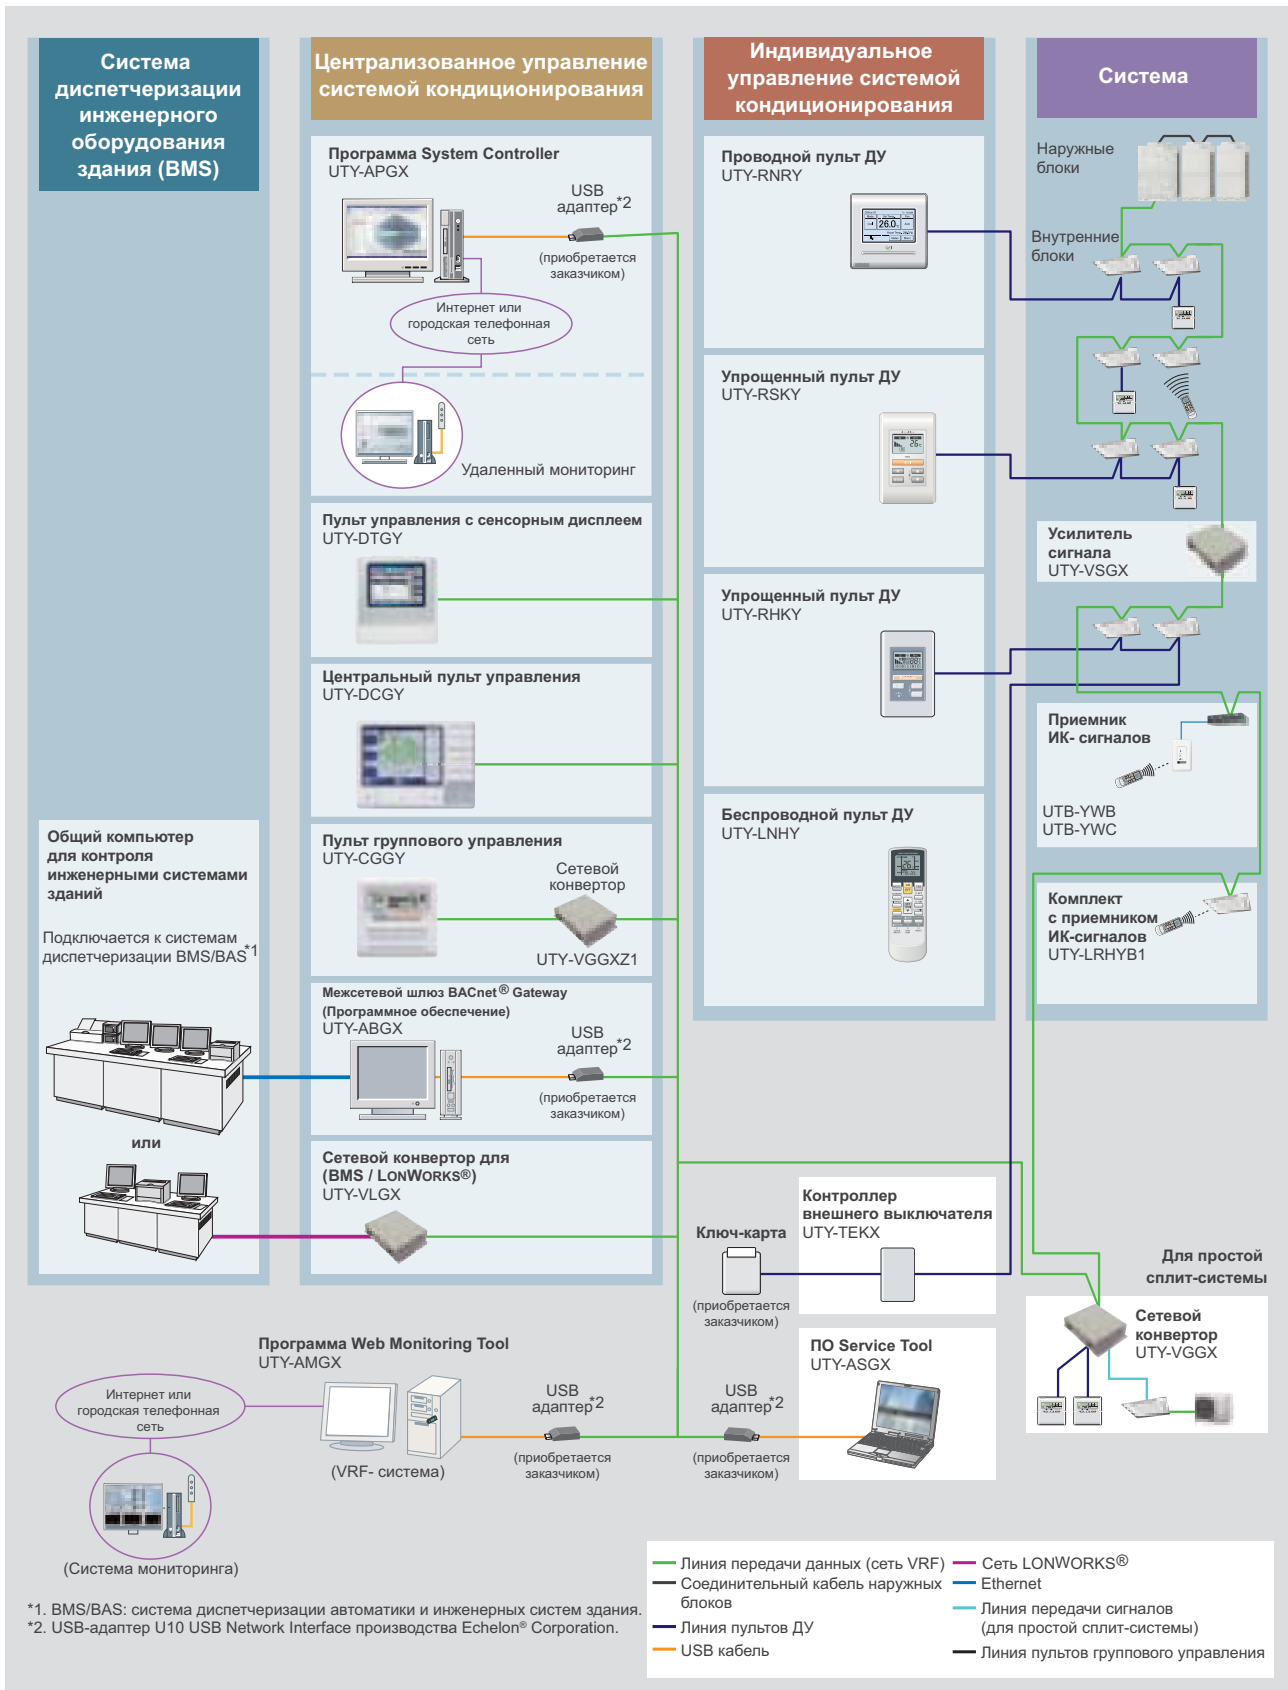 Система
диспетчеризации
инженерного
оборудования
здания (BMS)
Общий компьютер
для контроля
инженерными системами
зданий
Подключается к системам
диспетчеризации BMS/BAS*1
или
Централизованное управление
системой кондиционирования
Программа System Controller
UTY-APGX
USB
адаптер*2
(приобретается
заказчиком)
Интернет или
городская телефонная
сеть
Удаленный мониторинг
Пульт управления с сенсорным дисплеем
UTY-DTGY
Центральный пульт управления
UTY-DCGY
Пульт группового управления
UTY-CGGY
Сетевой
конвертор
UTY-VGGXZ1
Межсетевой шлюз BACnet® Gateway
(Программное обеспечение)
UTY-ABGX
USB
адаптер*2
(приобретается
заказчиком)
Сетевой конвертор для
(BMS / LONWORKS®)
UTY-VLGX
Индивидуальное
управление системой
кондиционирования
Проводной пульт ДУ
UTY-RNRY
Упрощенный пульт ДУ
UTY-RSKY
Упрощенный пульт ДУ
UTY-RHKY
Беспроводной пульт ДУ
UTY-LNHY
Система
Наружные
блоки
Внутренние
блоки
Усилитель
сигнала
UTY-VSGX
Приемник
ИК- сигналов
UTB-YWB
UTB-YWC
Комплект
с приемником
ИК-сигналов
UTY-LRHYB1
Ключ-карта
(приобретается
заказчиком)
Контроллер
внешнего выключателя
UTY-TEKX
Для простой
сплит-системы
Сетевой
конвертор
UTY-VGGX
Программа Web Monitoring Tool
UTY-AMGX
Интернет или
городская телефонная
сеть
(VRF- система)
(Система мониторинга)
USB
адаптер*2
(приобретается
заказчиком)
USB
адаптер*2
(приобретается
заказчиком)
ПО Service Tool
UTY-ASGX
Линия передачи данных (сеть VRF)
Соединительный кабель наружных
блоков
Линия пультов ДУ
USB кабель
Сеть LONWORKS®
Ethernet
Линия передачи сигналов
(для простой сплит-системы)
Линия пультов группового управления
*1. BMS/BAS: система диспетчеризации автоматики и инженерных систем здания.
*2. USB-адаптер U10 USB Network Interface производства Echelon® Corporation.